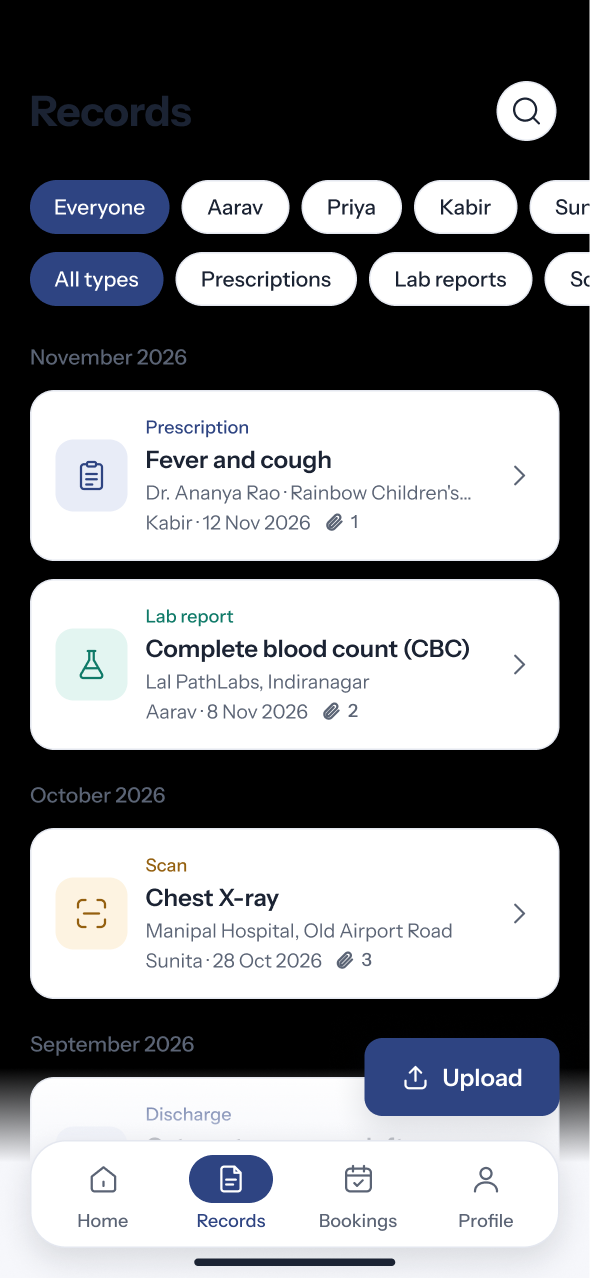 Records
Everyone Aarav Priya Kabir
All types Prescriptions Lab reports
November 2026
Prescription
Fever and cough
Dr. Ananya Rao · Rainbow Children's...
Kabir · 12 Nov 2026 1
Lab report
Complete blood count (CBC)
Lal PathLabs, Indiranagar
Aarav · 8 Nov 2026 2
October 2026
Scan
Chest X-ray
Manipal Hospital, Old Airport Road
Sunita · 28 Oct 2026 3
September 2026
Upload
Discharge
Home Records Bookings Profile